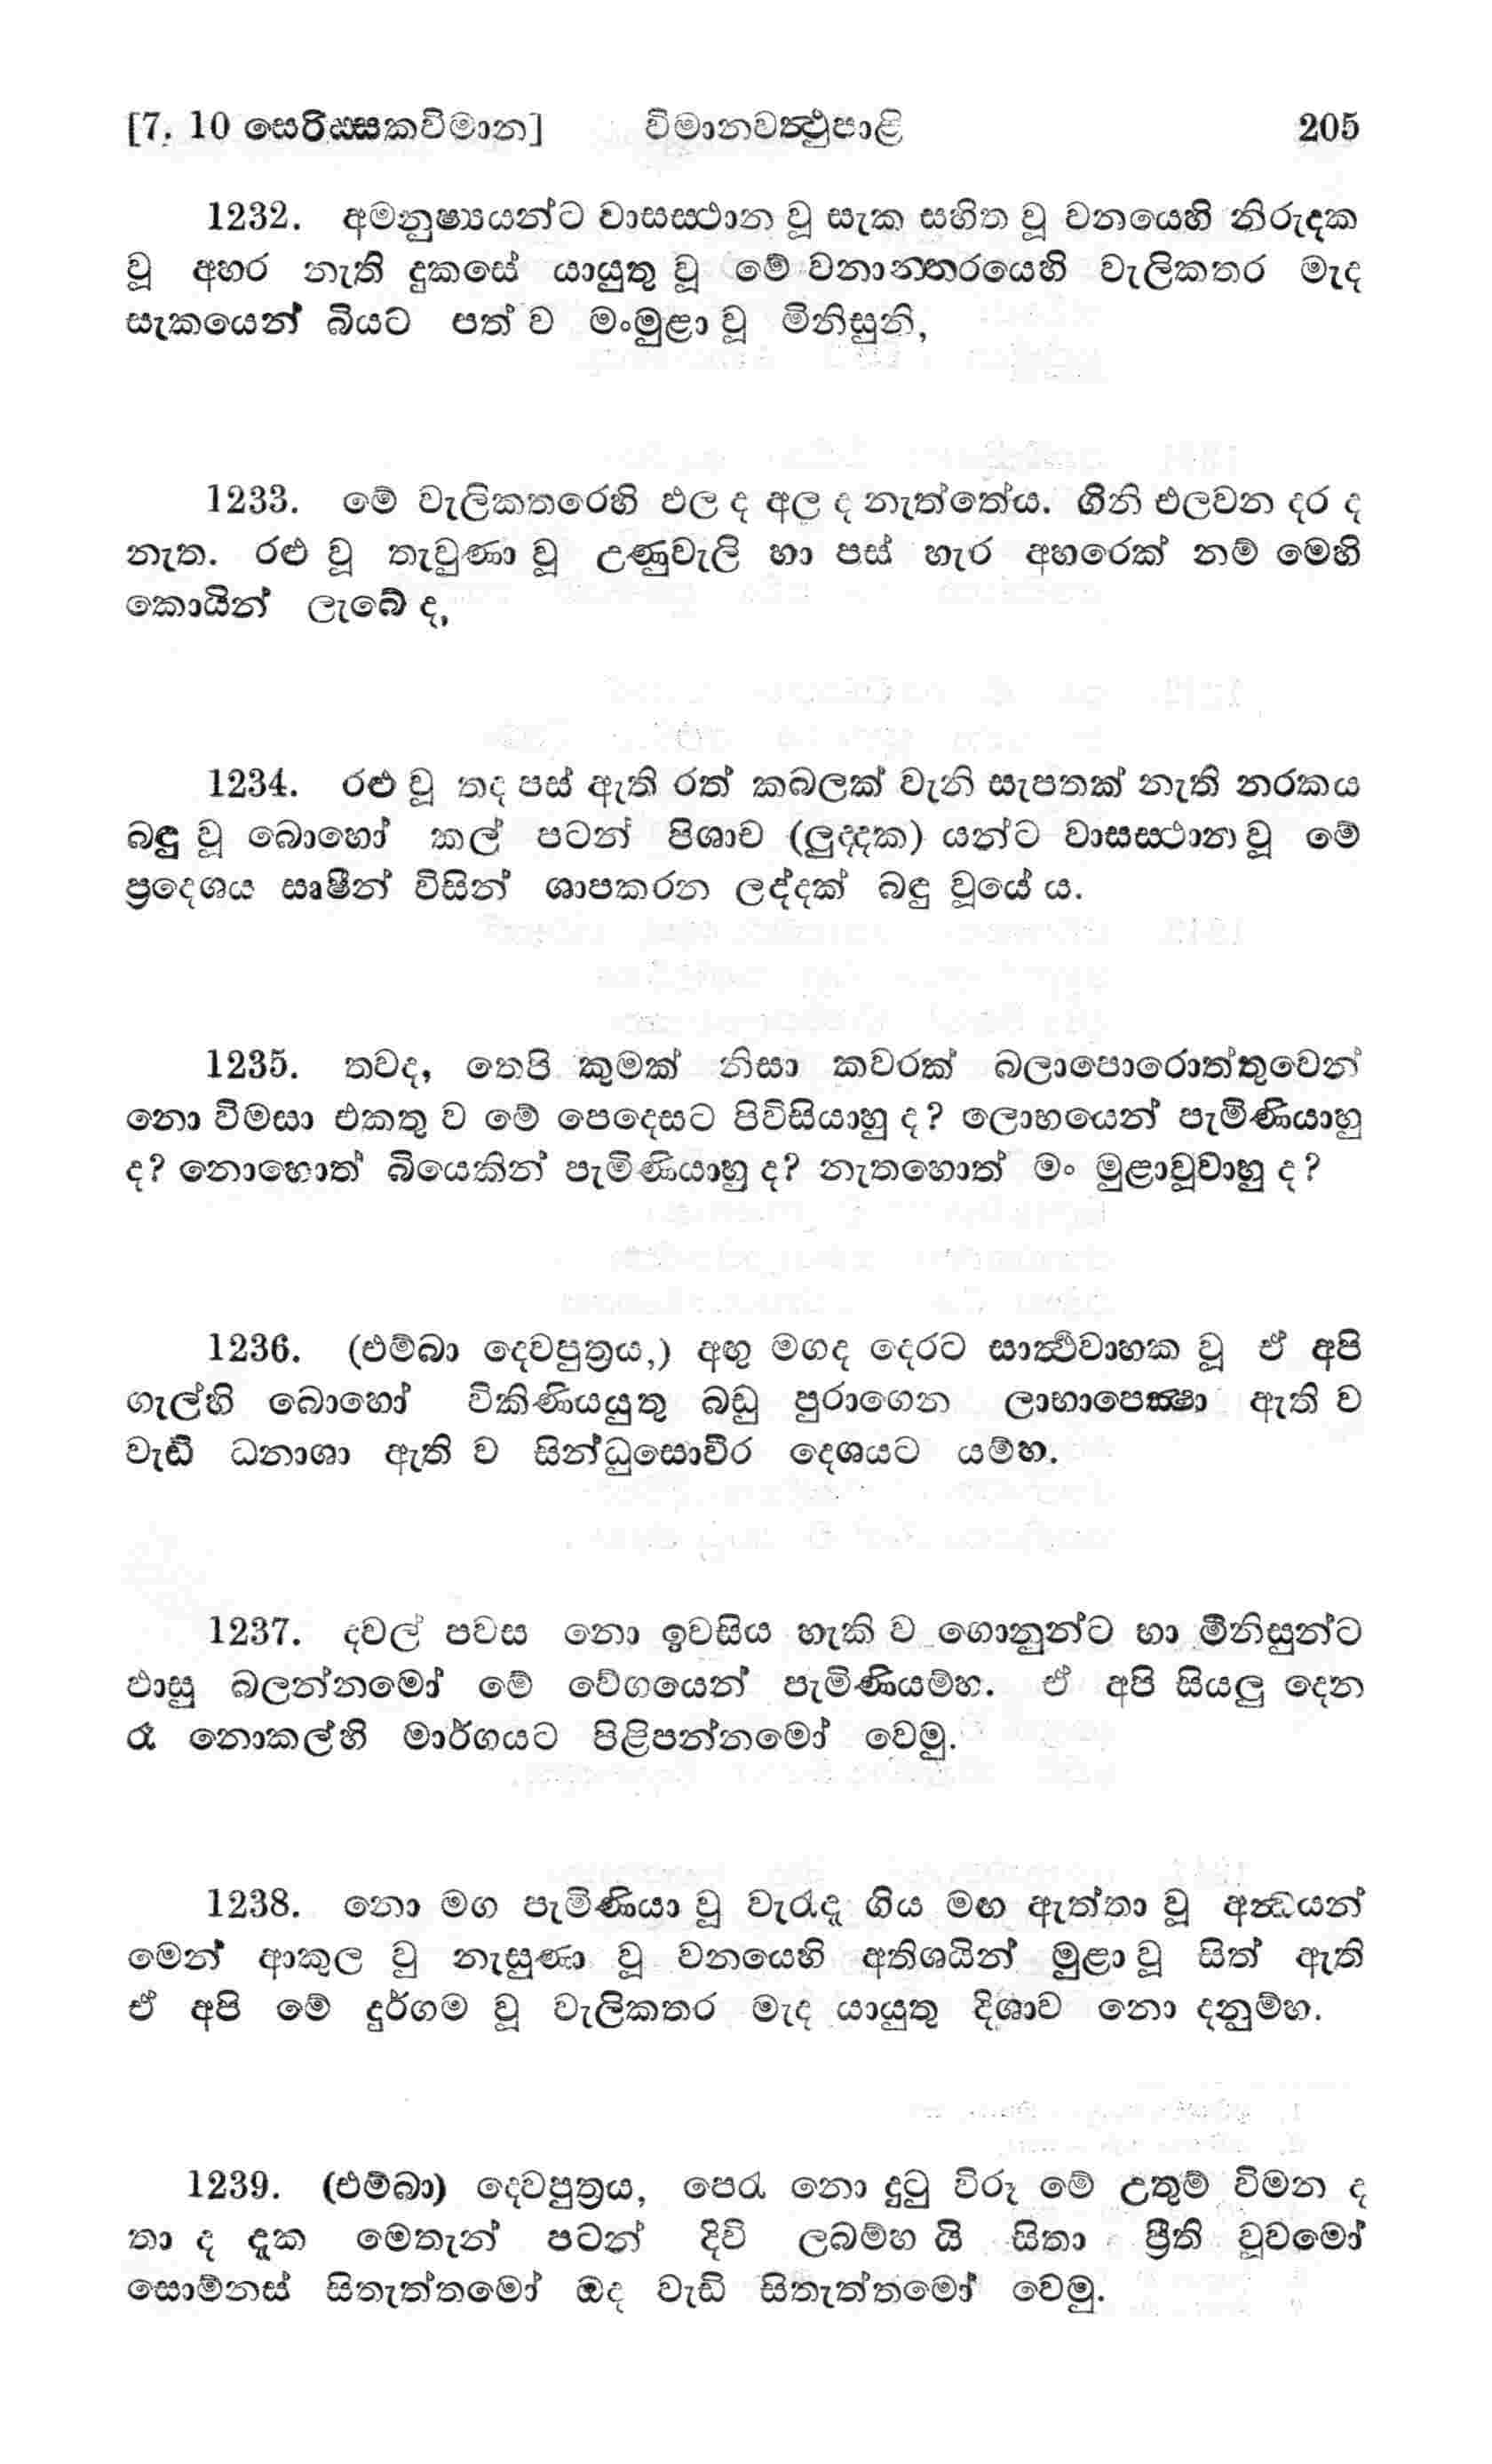 [7. 10 සෙරිස්සකවිමාන] විමානවත්ථුපාළි 205
1232. අමනුෂ්‍යයන්ට වාසස්ථාන වූ සැක සහිත වූ වනයෙහි නිරුදක
වූ අහර නැති දුකසේ යායුතු වූ මේ වනාන්තරයෙහි වැලිකතර මැද
සැකයෙන් බියට පත් ව මංමුළා වූ මිනිසුනි,
1233. මේ වැලිකතරෙහි ඵල ද අල ද නැත්තේය. ගිනි එලවන දර ද
නැත. රළු වූ තැවුණා වූ උණුවැලි හා පස් හැර අහරෙක් නම් මෙහි
කොයින් ලැබේ ද,
1234. රළු වූ තද පස් ඇති රත් කබලක් වැනි සැපතක් නැති නරකය
බඳු වූ බොහෝ කල් පටන් පිශාච (ලුද්දක) යන්ට වාසස්ථාන වූ මේ
ප්‍රදෙශය සෘෂීන් විසින් ශාපකරන ලද්දක් බඳු වූයේ ය.
1235. තවද, තෙපි කුමක් නිසා කවරක් බලාපොරොත්තුවෙන්
නො විමසා එකතු ව මේ පෙදෙසට පිවිසියාහු ද? ලොභයෙන් පැමිණියාහු
ද? නොහොත් බියෙකින් පැමිණියාහු ද? නැතහොත් මං මුළාවූවාහු ද?
1236. (එම්බා දෙවපුත්‍රය,) අඟු මගද දෙරට සාර්ත්‍ථවාහක වූ ඒ අපි
ගැල්හි බොහෝ විකිණියයුතු බඩු පුරාගෙන ලාභාපෙක්‍ෂා ඇති ව
වැඩි ධනාශා ඇති ව සින්ධුසොවීර දෙශයට යම්හ.
1237. දවල් පවස නො ඉවසිය හැකි ව ගොනුන්ට හා මිනිසුන්ට
ඵාසු බලන්නමෝ මේ වේගයෙන් පැමිණියම්හ. ඒ අපි සියලු දෙන
රෑ නොකල්හි මාර්ගයට පිළිපන්නමෝ වෙමු.
1238. නො මග පැමිණියා වූ වැරැදැ ගිය මඟ ඇත්තා වූ අන්‍ධයන්
මෙන් ආකුල වු නැසුණා වූ වනයෙහි අතිශයින් මුළා වූ සිත් ඇති
ඒ අපි මේ දුර්ගම වූ වැලිකතර මැද යායුතු දිශාව නො දනුම්හ.
1239. (එම්බා) දෙවපුත්‍රය, පෙර නො දුටු විරූ මේ උතුම් විමන ද
තා ද දැක මෙතැන් පටන් දිවි ලබම්හ යි සිතා ප්‍රීති වූවමෝ
සොම්නස් සිතැත්තමෝ ඔද වැඩි සිතැත්තමෝ වෙමු.